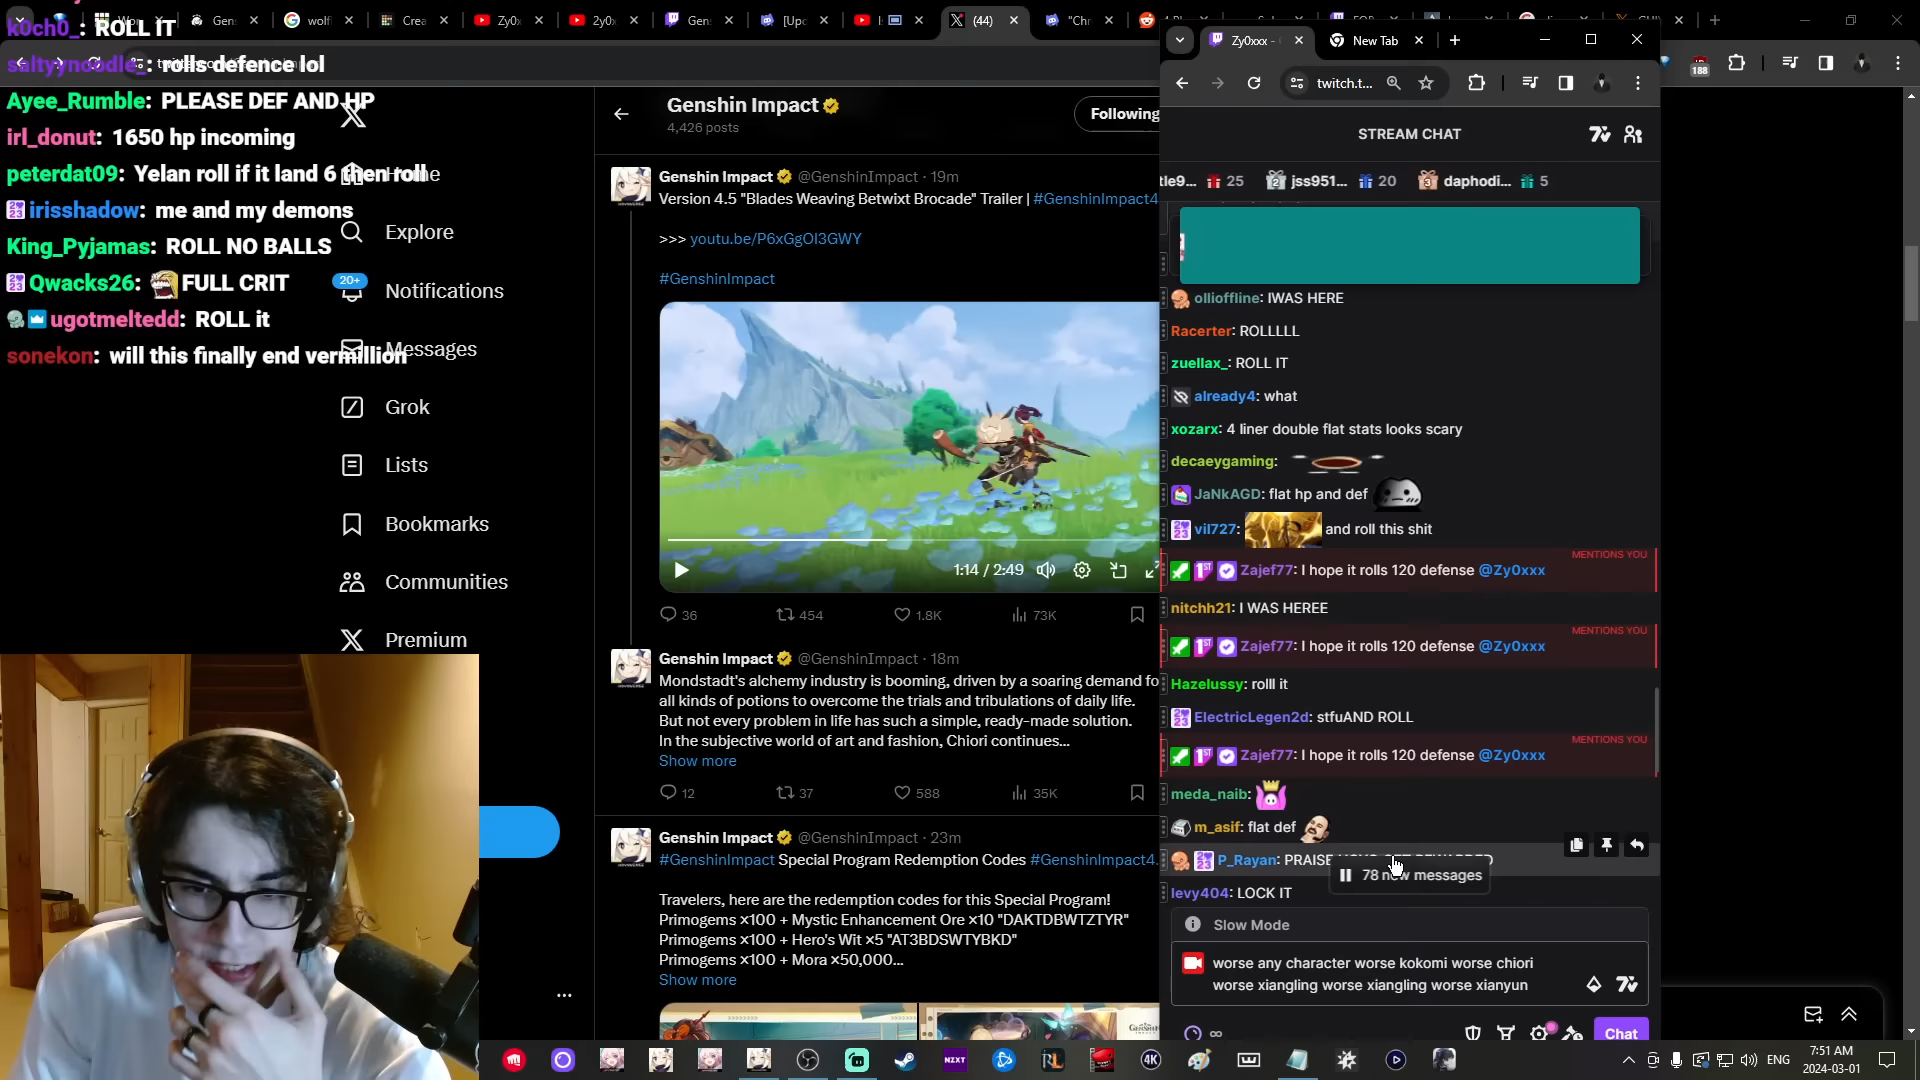 k0ch0_: ROLL IT
saltyyncodle_: rolls defence lol
Ayee_Rumble: PLEASE DEF AND HP
irl_donut: 1650 hp incoming
peterdat09: Yelan roll if it land 6 then roll
irisshadow: me and my demons
King_Pyjamas: ROLL NO BALLS
Qwacks26: FULL CRIT
ugotmeltedd: ROLL it
sonekon: will this finally end vermillion
Home
Explore
20+
Notifications
Messages
Grok
Lists
Bookmarks
Communities
Premium
Genshin Impact
4,426 posts
Following
Genshin Impact @GenshinImpact · 19m
Version 4.5 "Blades Weaving Betwixt Brocade" Trailer | #GenshinImpact4
>>> youtu.be/P6xGgOI3GWY
#GenshinImpact
1:14 / 2:49
36 454 1.8K 73K
Genshin Impact @GenshinImpact · 18m
Mondstadt's alchemy industry is booming, driven by a soaring demand fo
all kinds of potions to overcome the trials and tribulations of daily life.
But not every problem in life has such a simple, ready-made solution.
In the subjective world of art and fashion, Chiori continues...
Show more
12 37 588 35K
Genshin Impact @GenshinImpact · 23m
#GenshinImpact Special Program Redemption Codes #GenshinImpact4.
Travelers, here are the redemption codes for this Special Program!
Primogems ×100 + Mystic Enhancement Ore ×10 "DAKTDBWTZTYR"
Primogems ×100 + Hero's Wit ×5 "AT3BDSWTYBKD"
Primogems ×100 + Mora ×50,000...
Show more
Zy0xxx -
New Tab
twitch.t...
188
STREAM CHAT
tle9... 25 jss951... 20 daphodi... 5
ollioffline: IWAS HERE
Racerter: ROLLLLL
zuellax_: ROLL IT
already4: what
xozarx: 4 liner double flat stats looks scary
decaeygaming:
JaNkAGD: flat hp and def
vil727: and roll this shit
MENTIONS YOU
Zajef77: I hope it rolls 120 defense @Zy0xxx
nitchh21: I WAS HEREE
MENTIONS YOU
Zajef77: I hope it rolls 120 defense @Zy0xxx
Hazelussy: rolll it
ElectricLegen2d: stfuAND ROLL
MENTIONS YOU
Zajef77: I hope it rolls 120 defense @Zy0xxx
meda_naib:
m_asif: flat def
P_Rayan: PRAISE
78 new messages
levy404: LOCK IT
Slow Mode
worse any character worse kokomi worse chiori
worse xiangling worse xiangling worse xianyun
Chat
ENG
7:51 AM
2024-03-01